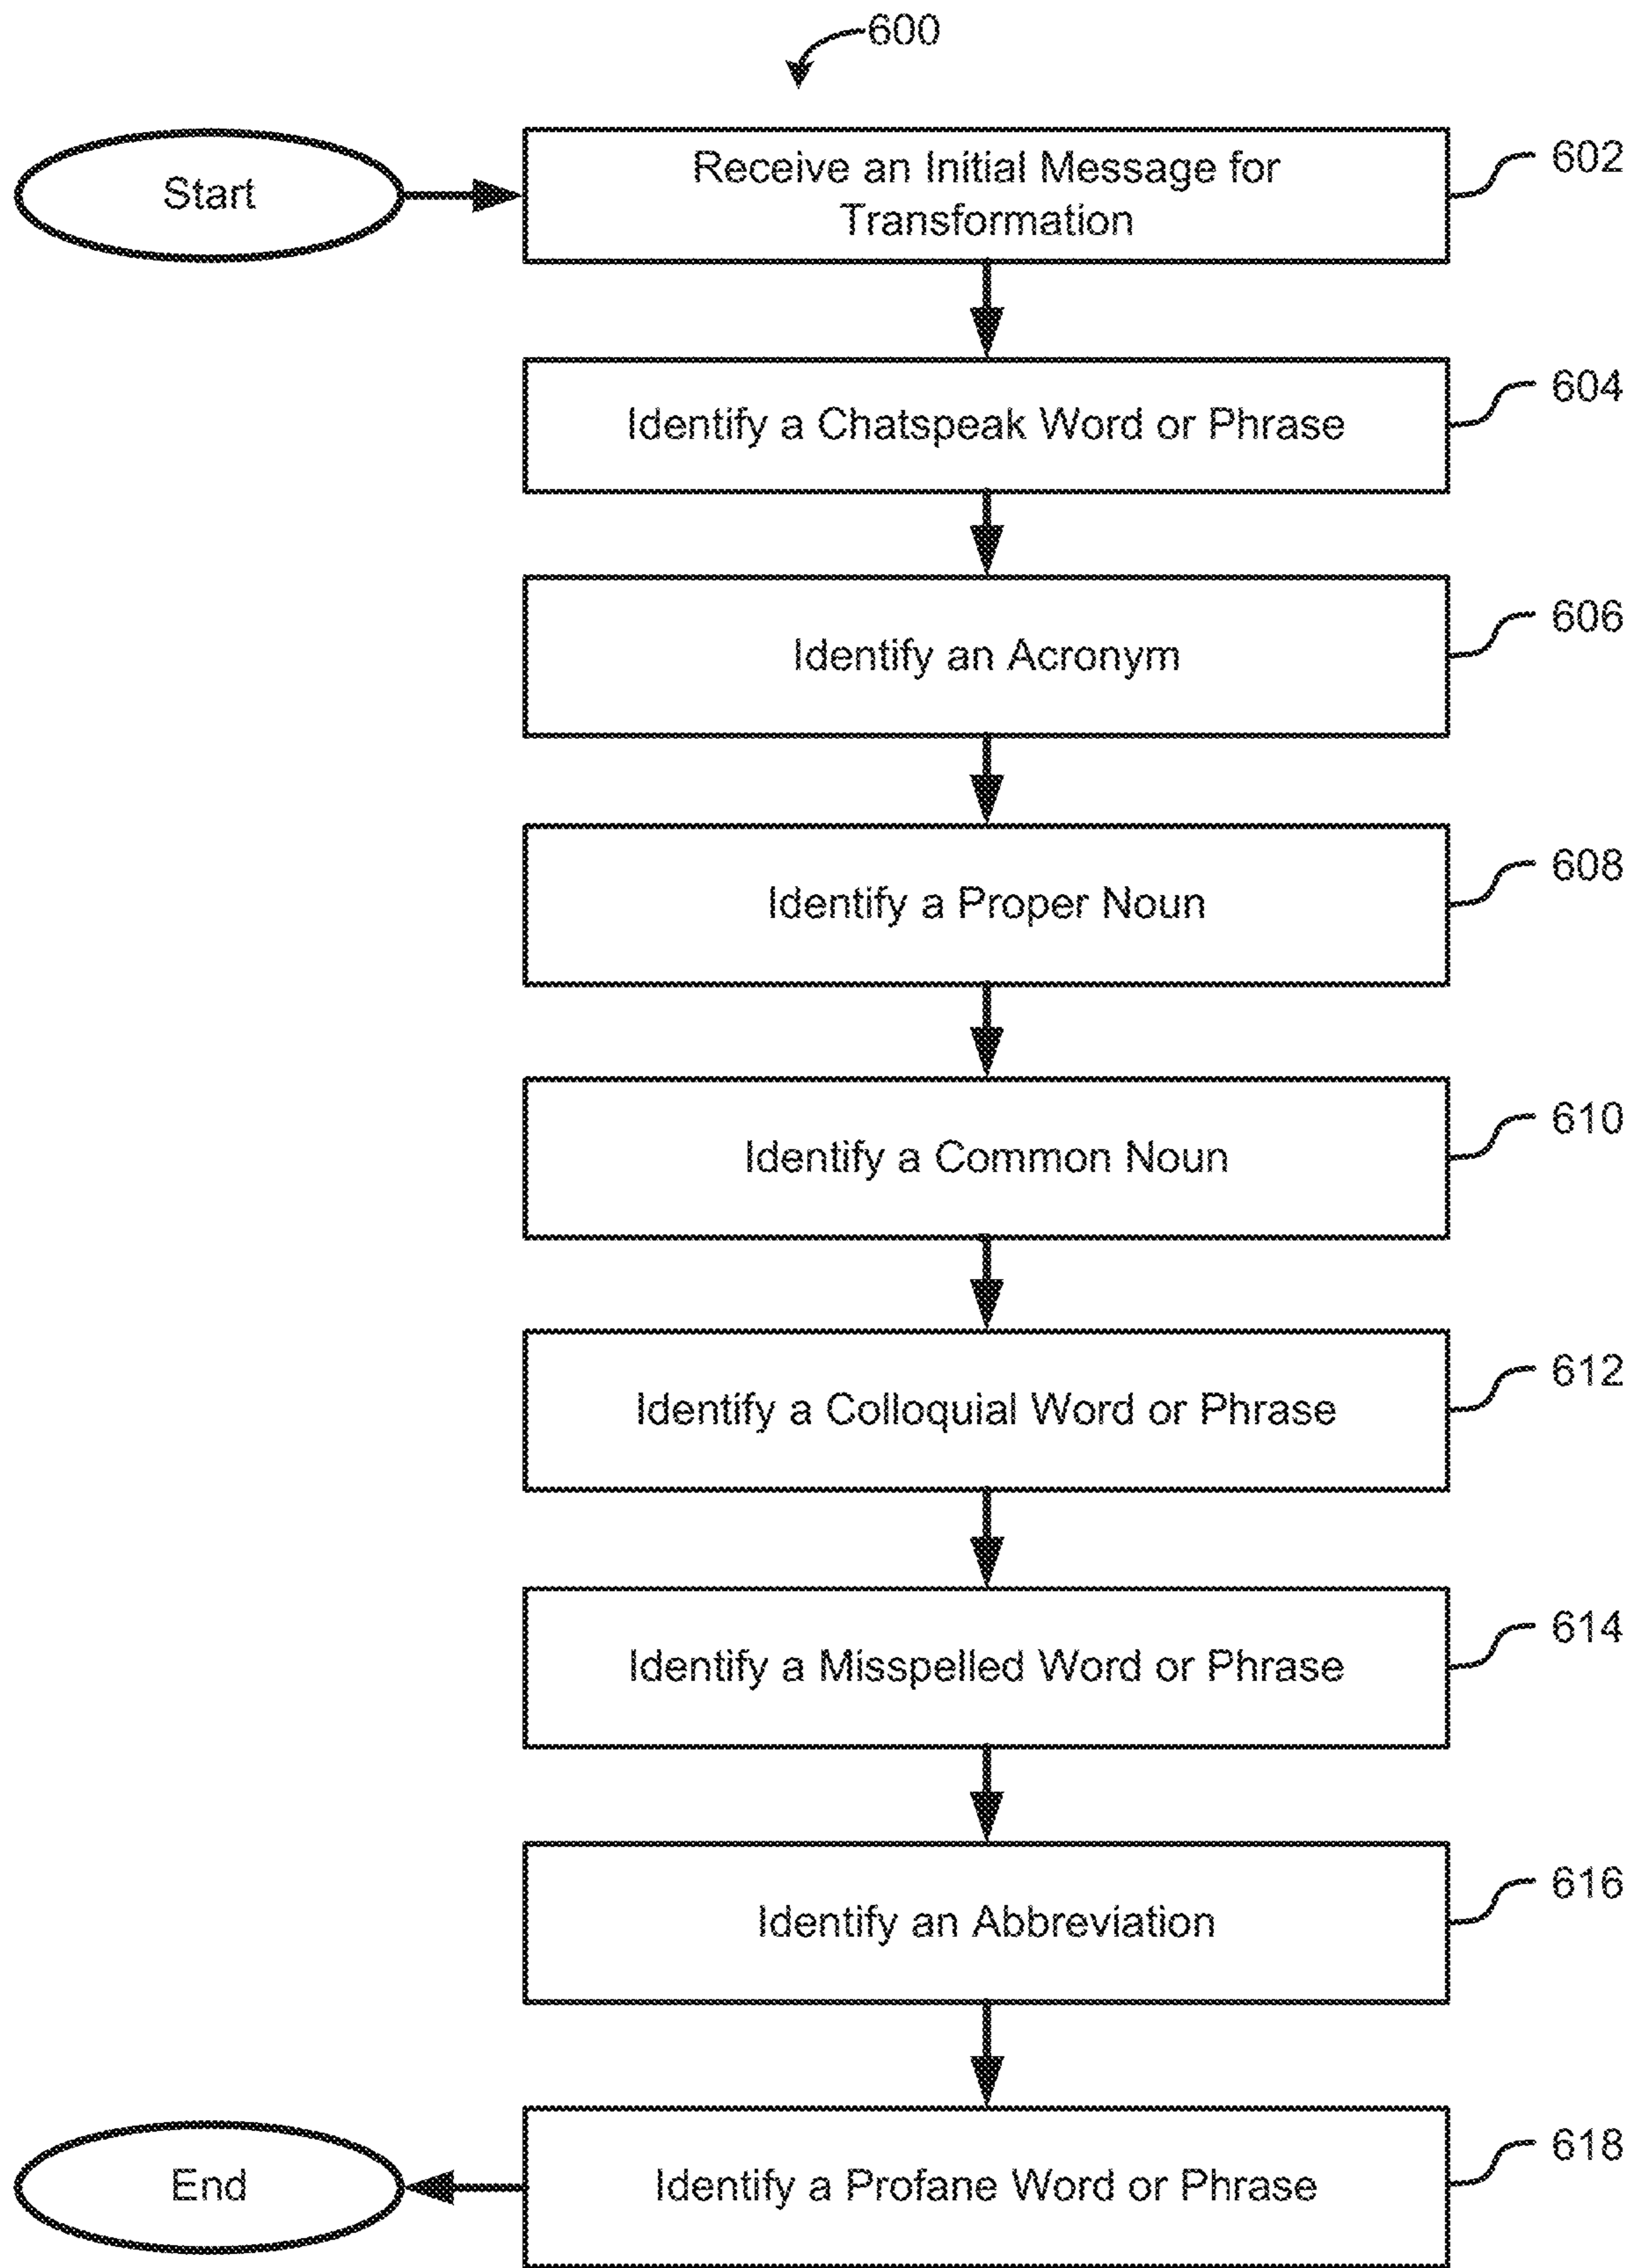 600
Start
Receive an Initial Message for
Transformation
602
Identify a Chatspeak Word or Phrase
604
Identify an Acronym
606
Identify a Proper Noun
608
Identify a Common Noun
610
Identify a Colloquial Word or Phrase
612
Identify a Misspelled Word or Phrase
614
Identify an Abbreviation
616
Identify a Profane Word or Phrase
618
End